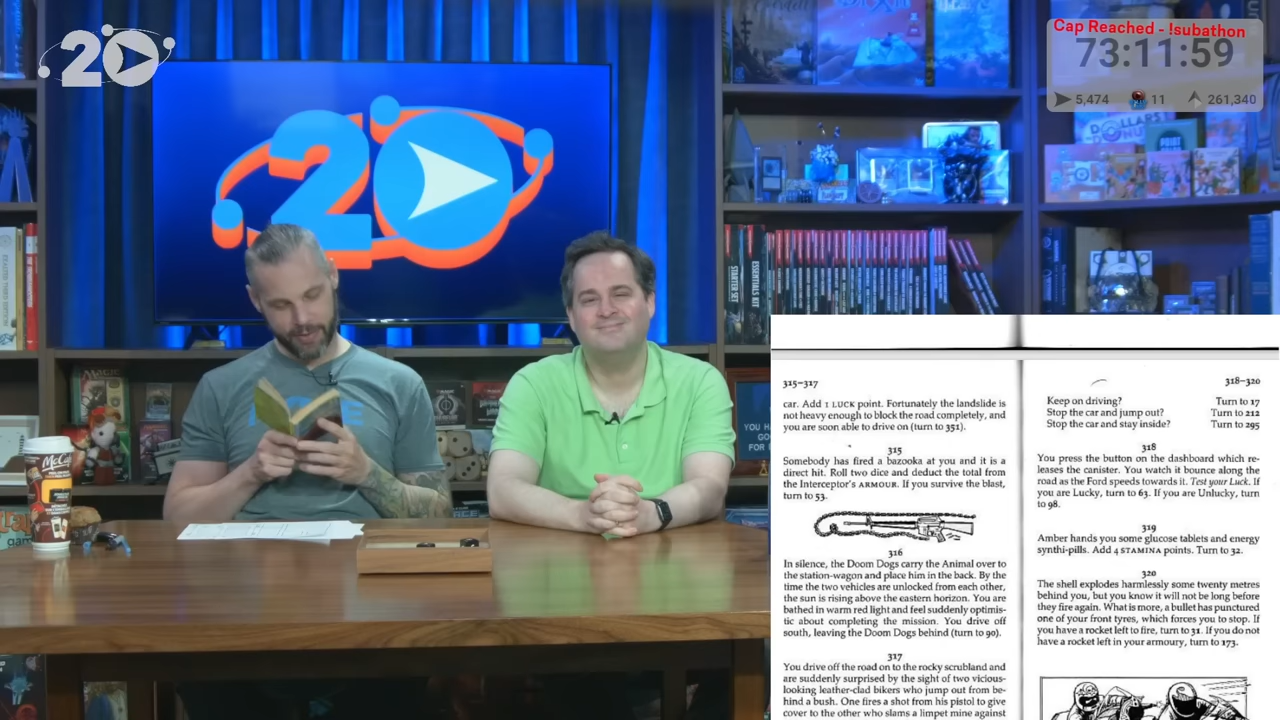 20
Cap Reached - !subathon
73:11:59
5,474
11
261,340
20
STARTER SET
ESSENTIALS KIT
McCafé
315–317
car. Add 1 LUCK point. Fortunately the landslide is
not heavy enough to block the road completely, and
you are soon able to drive on (turn to 351).
315
Somebody has fired a bazooka at you and it is a
direct hit. Roll two dice and deduct the total from
the Interceptor's ARMOUR. If you survive the blast,
turn to 53.
316
In silence, the Doom Dogs carry the Animal over to
the station-wagon and place him in the back. By the
time the two vehicles are unlocked from each other,
the sun is rising above the eastern horizon. You are
bathed in warm red light and feel suddenly optimis-
tic about completing the mission. You drive off
south, leaving the Doom Dogs behind (turn to 90).
317
You drive off the road on to the rocky scrubland and
are suddenly surprised by the sight of two vicious-
looking leather-clad bikers who jump out from be-
hind a bush. One fires a shot from his pistol to give
cover to the other who slams a limpet mine against
318–320
Keep on driving? Turn to 17
Stop the car and jump out? Turn to 212
Stop the car and stay inside? Turn to 295
318
You press the button on the dashboard which re-
leases the canister. You watch it bounce along the
road as the Ford speeds towards it. Test your Luck. If
you are Lucky, turn to 63. If you are Unlucky, turn
to 98.
319
Amber hands you some glucose tablets and energy
synthi-pills. Add 4 STAMINA points. Turn to 32.
320
The shell explodes harmlessly some twenty metres
behind you, but you know it will not be long before
they fire again. What is more, a bullet has punctured
one of your front tyres, which forces you to stop. If
you have a rocket left to fire, turn to 31. If you do not
have a rocket left in your armoury, turn to 173.